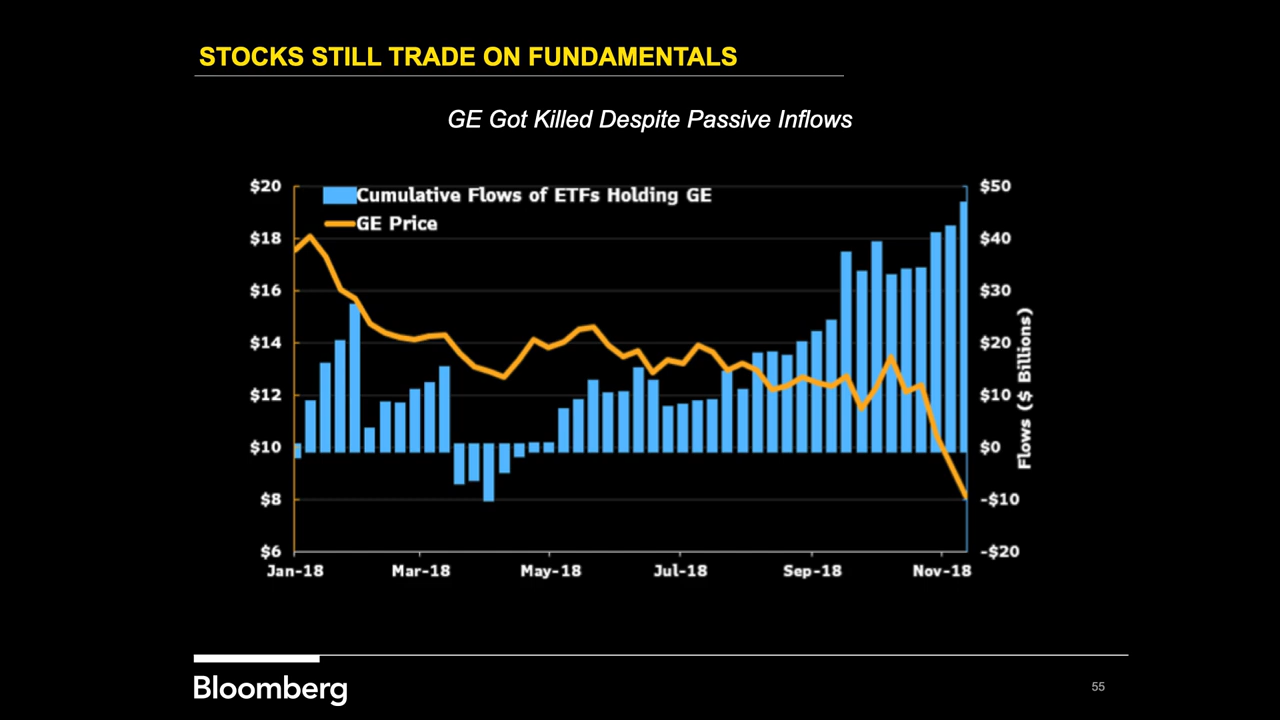 STOCKS STILL TRADE ON FUNDAMENTALS
GE Got Killed Despite Passive Inflows
Cumulative Flows of ETFs Holding GE
GE Price
$20
$18
$16
$14
$12
$10
$8
$6
$50
$40
$30
$20
$10
$0
-$10
-$20
Flows ($ Billions)
Jan-18 Mar-18 May-18 Jul-18 Sep-18 Nov-18
Bloomberg
55